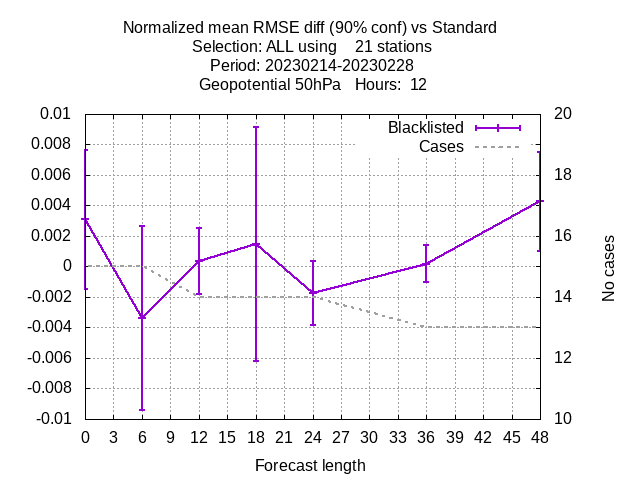 Normalized mean RMSE diff (90% conf) vs Standard
Selection: ALL using 21 stations
Period: 20230214-20230228
Geopotential 50hPa Hours: 12
0.01
0.008
0.006
0.004
0.002
0
-0.002
-0.004
-0.006
-0.008
-0.01
Blacklisted
Cases
20
18
16
14
12
10
No cases
0 3 6 9 12 15 18 21 24 27 30 33 36 39 42 45 48
Forecast length